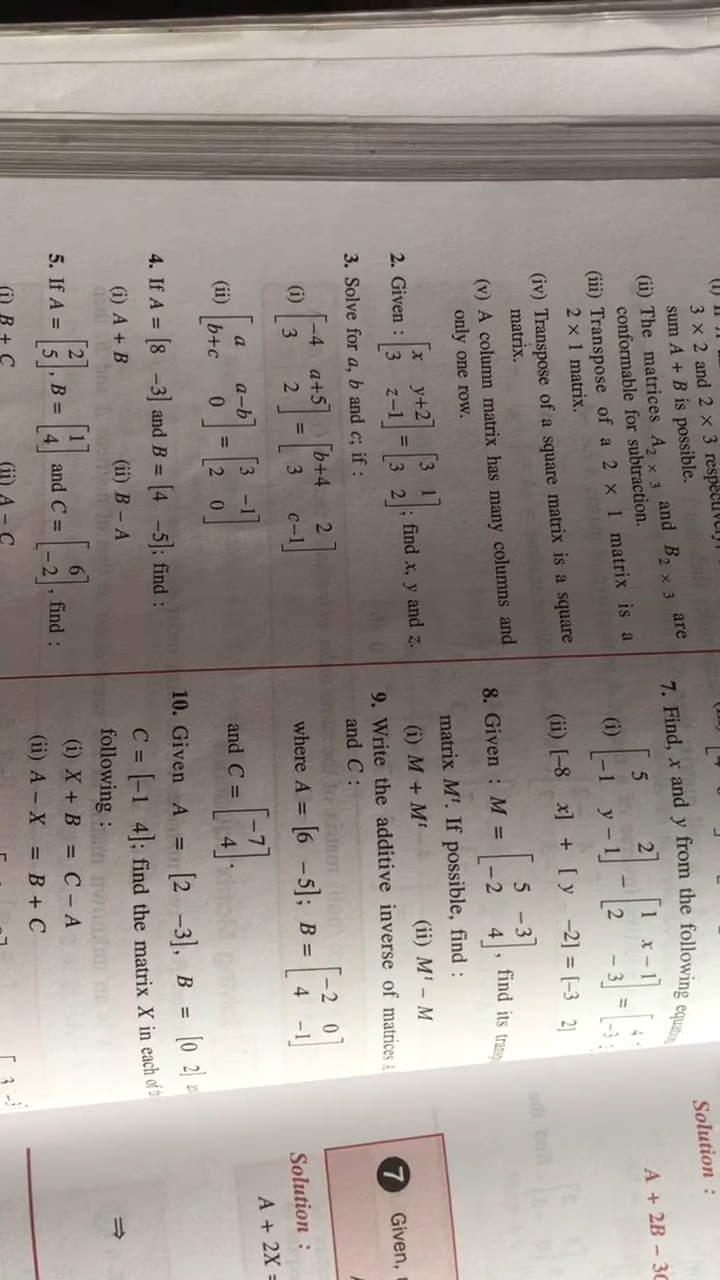 3 × 2 and 2 × 3
sum A + B is possible.
(ii) The matrices A₂ × ₃ and B₂ × ₃ are
conformable for subtraction.
(iii) Transpose of a 2 × 1 matrix is a
2 × 1 matrix.
(iv) Transpose of a square matrix is a square
matrix.
(v) A column matrix has many columns and
only one row.
2. Given : [x y+2; 3 z–1] = [3 1; 3 2]; find x, y and z.
3. Solve for a, b and c; if :
(i) [–4 a+5; 3 2] = [b+4 2; 3 c–1]
(ii) [a a–b; b+c 0] = [3 –1; 2 0]
4. If A = [8 –3] and B = [4 –5]; find :
(i) A + B (ii) B – A
5. If A = [2; 5], B = [1; 4] and C = [6; –2], find :
(i) B + C (ii) A – C
7. Find, x and y from the following
(i) [5 2; –1 y – 1] – [1 x – 1; 2 – 3] = [4; –3
(ii) [–8 x] + [y –2] = [–3 2]
8. Given : M = [5 –3; –2 4], find its
matrix Mᵗ. If possible, find :
(i) M + Mᵗ (ii) Mᵗ – M
9. Write the additive inverse of matrices
and C :
where A = [6 –5]; B = [–2 0; 4 –1]
and C = [–7; 4].
10. Given A = [2 –3], B = [0 2]
C = [–1 4]; find the matrix X in each of
following :
(i) X + B = C – A
(ii) A – X = B + C
Solution :
A + 2B – 3
7 Given,
Solution :
A + 2X =
⇒